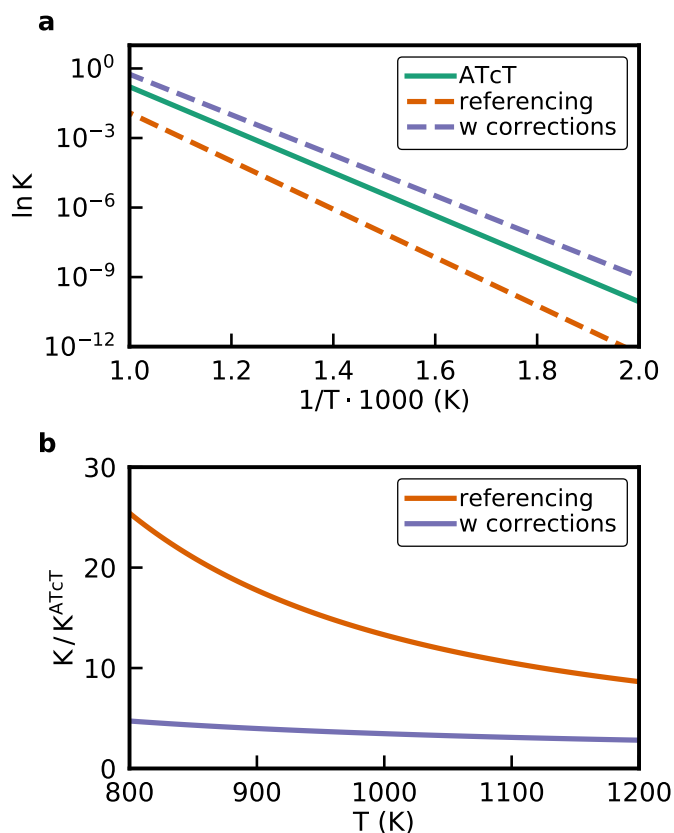 a
10⁰
10⁻³
10⁻⁶
10⁻⁹
10⁻¹²
ln K
ATcT
referencing
w corrections
1.0 1.2 1.4 1.6 1.8 2.0
1/T · 1000 (K)
b
30
20
10
0
K / K^ATcT
referencing
w corrections
800 900 1000 1100 1200
T (K)